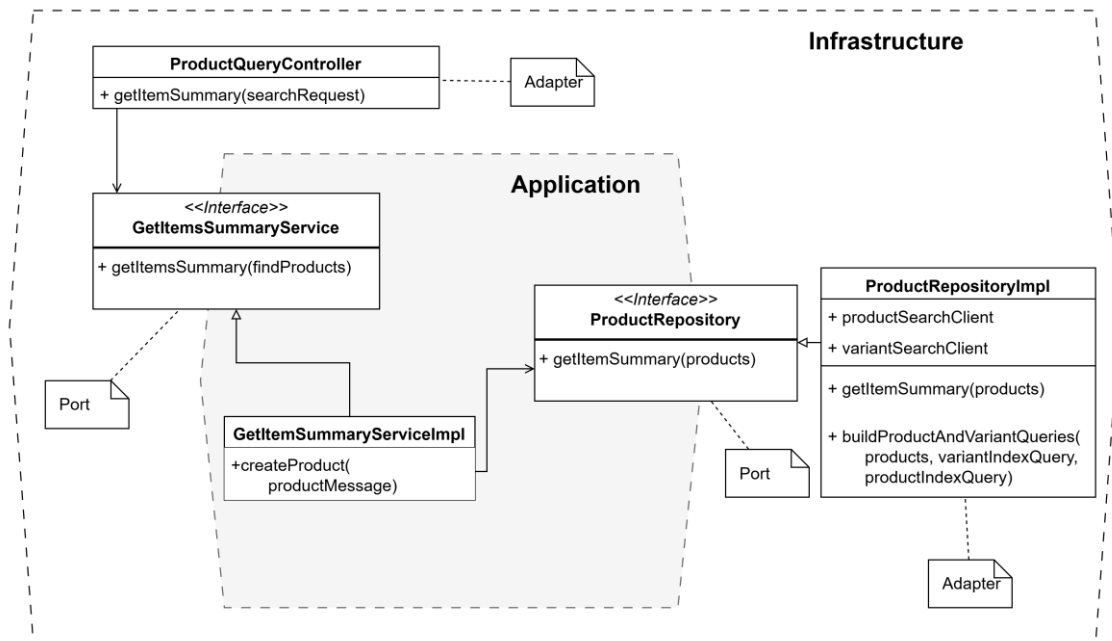 Infrastructure
ProductQueryController
+ getItemSummary(searchRequest)
Adapter
Application
<<Interface>>
GetItemsSummaryService
+ getItemsSummary(findProducts)
Port
GetItemSummaryServiceImpl
+createProduct(
productMessage)
<<Interface>>
ProductRepository
+ getItemSummary(products)
Port
ProductRepositoryImpl
+ productSearchClient
+ variantSearchClient
+ getItemSummary(products)
+ buildProductAndVariantQueries(
products, variantIndexQuery,
productIndexQuery)
Adapter